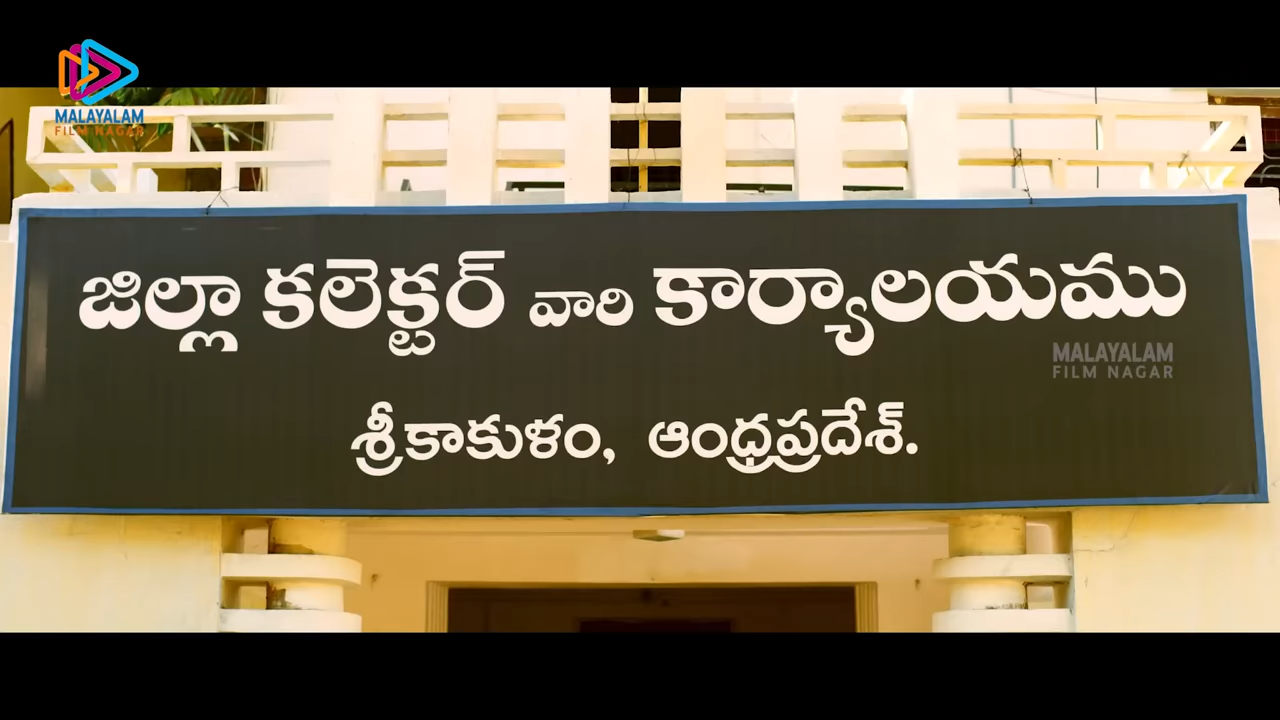 MALAYALAM
FILM NAGAR
జిల్లా కలెక్టర్ వారి కార్యాలయము
MALAYALAM
FILM NAGAR
శ్రీకాకుళం, ఆంధ్రప్రదేశ్.